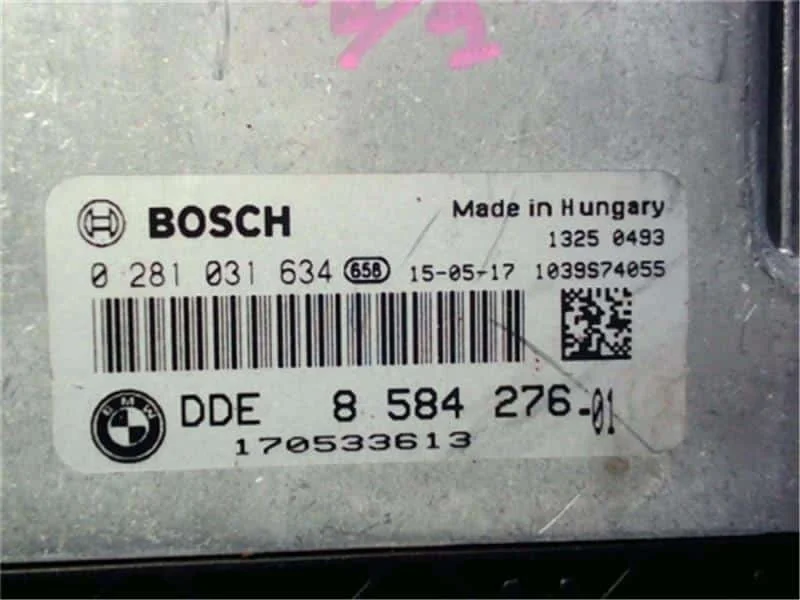 BOSCH
Made in Hungary
1325 0493
0 281 031 634 658 15-05-17 1039S74055
BMW
DDE 8 584 276-01
170533613